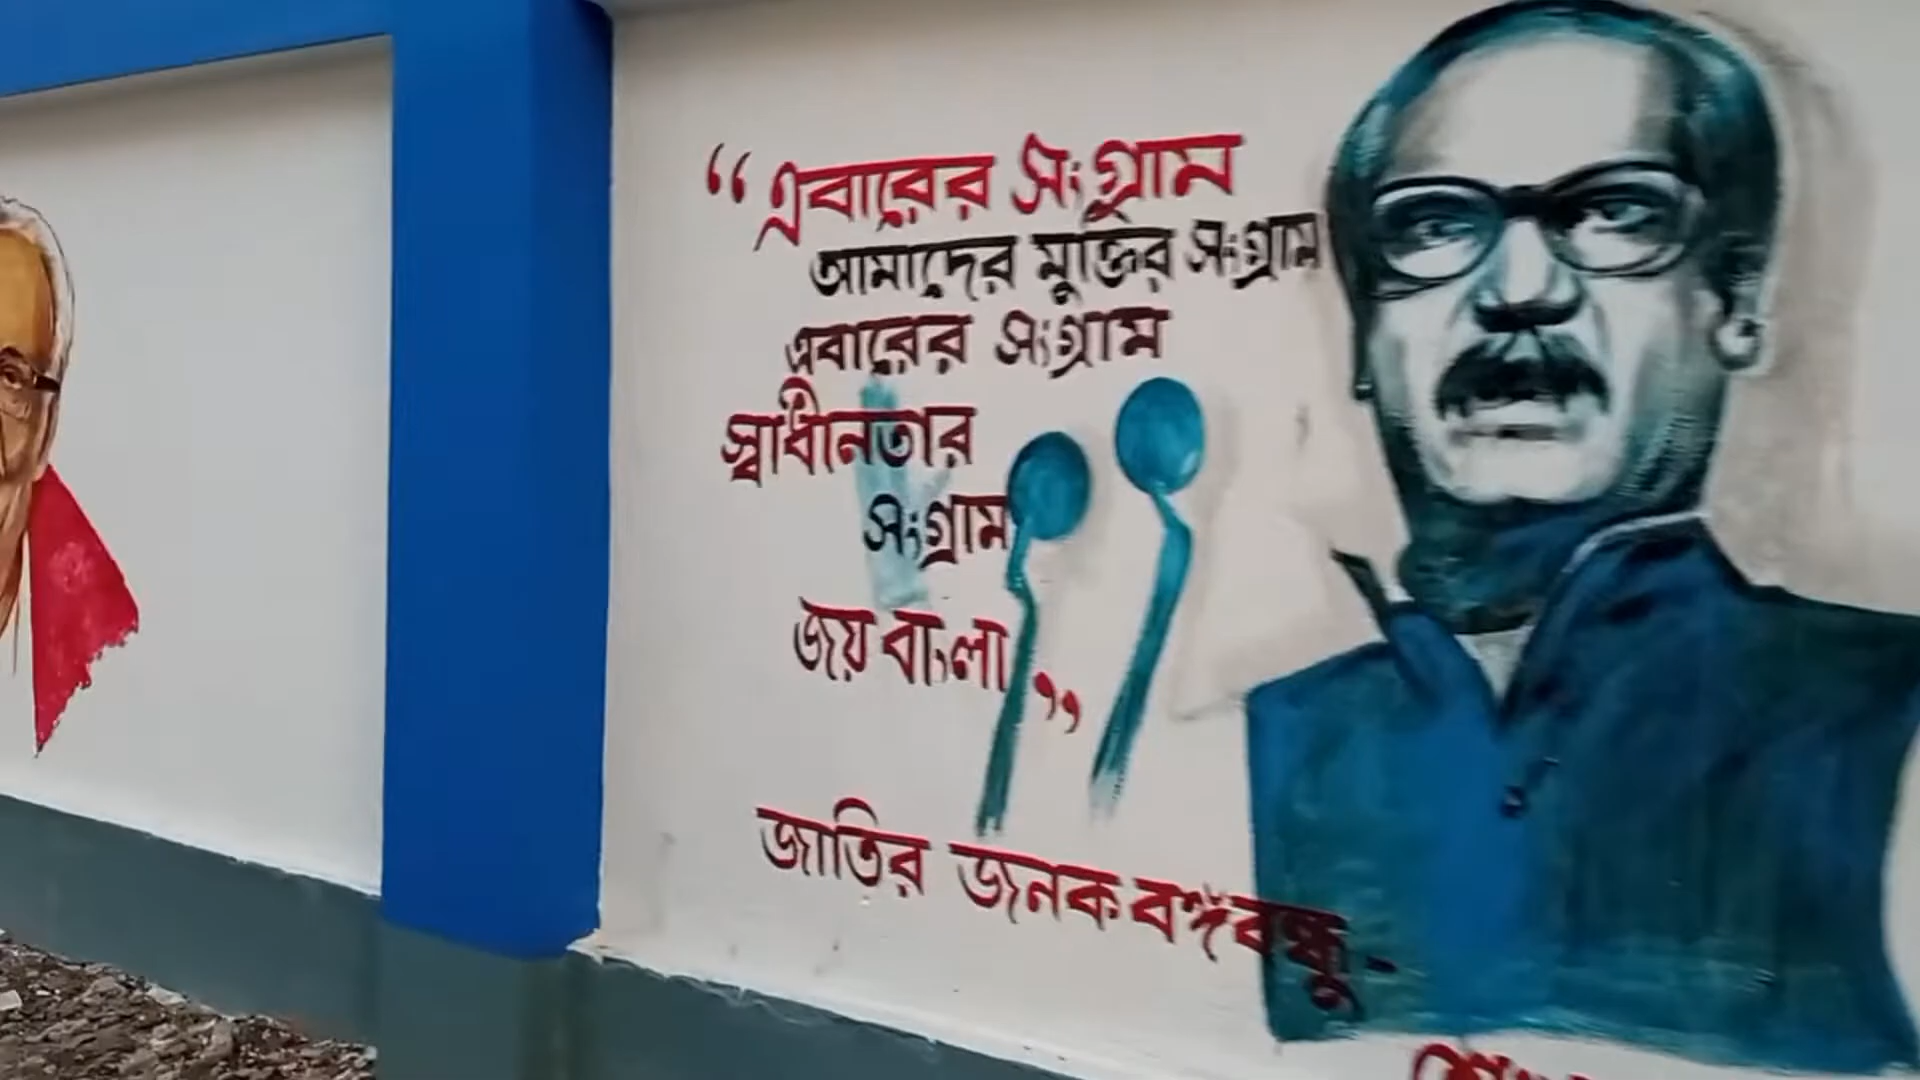 “এবারের সংগ্রাম
আমাদের মুক্তির সংগ্রাম
এবারের সংগ্রাম
স্বাধীনতার
সংগ্রাম
জয় বাংলা”
জাতির জনক বঙ্গবন্ধু